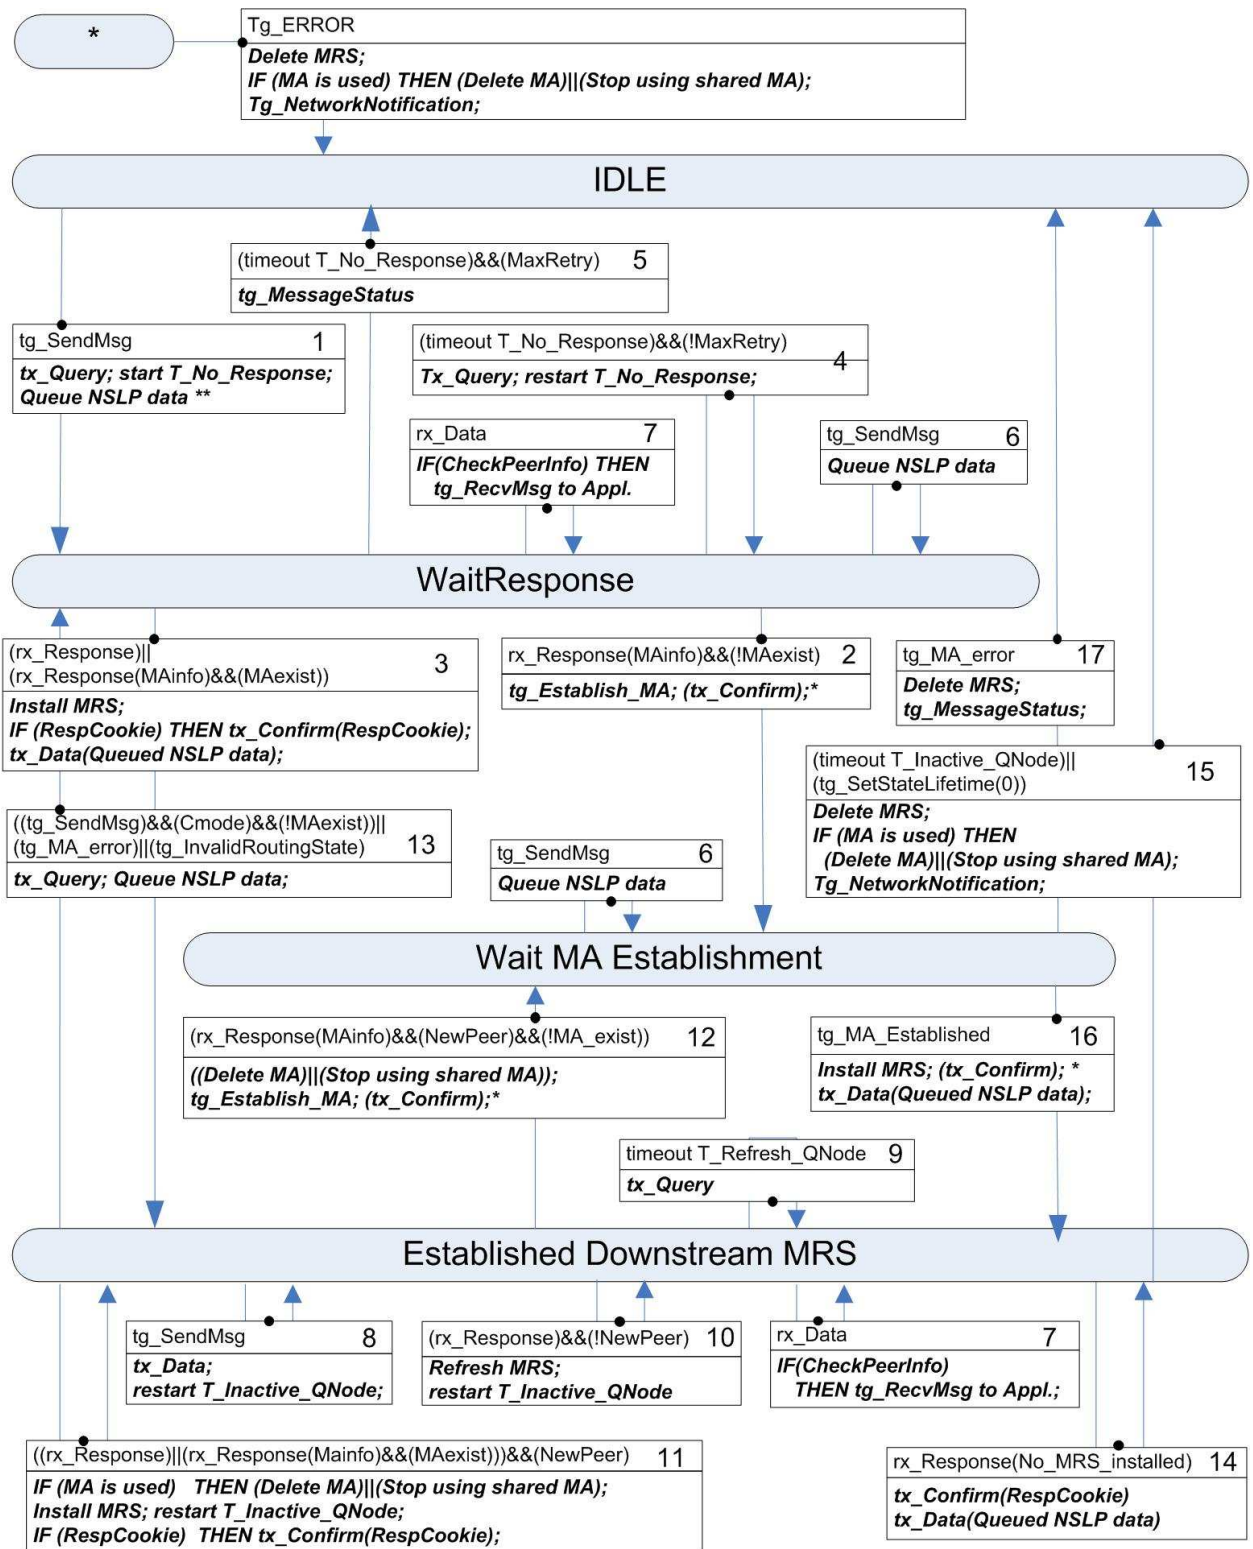 *
Tg_ERROR
Delete MRS;
IF (MA is used) THEN (Delete MA)||(Stop using shared MA);
Tg_NetworkNotification;
IDLE
(timeout T_No_Response)&&(MaxRetry) 5
tg_MessageStatus
tg_SendMsg 1
tx_Query; start T_No_Response;
Queue NSLP data **
(timeout T_No_Response)&&(!MaxRetry)
4
Tx_Query; restart T_No_Response;
rx_Data 7
IF(CheckPeerInfo) THEN
tg_RecvMsg to Appl.
tg_SendMsg 6
Queue NSLP data
WaitResponse
(rx_Response)||
(rx_Response(MAinfo)&&(MAexist)) 3
Install MRS;
IF (RespCookie) THEN tx_Confirm(RespCookie);
tx_Data(Queued NSLP data);
rx_Response(MAinfo)&&(!MAexist) 2
tg_Establish_MA; (tx_Confirm);*
tg_MA_error 17
Delete MRS;
tg_MessageStatus;
(timeout T_Inactive_QNode)||
(tg_SetStateLifetime(0)) 15
Delete MRS;
IF (MA is used) THEN
(Delete MA)||(Stop using shared MA);
Tg_NetworkNotification;
((tg_SendMsg)&&(Cmode)&&(!MAexist))||
(tg_MA_error)||(tg_InvalidRoutingState) 13
tx_Query; Queue NSLP data;
tg_SendMsg 6
Queue NSLP data
Wait MA Establishment
(rx_Response(MAinfo)&&(NewPeer)&&(!MA_exist)) 12
((Delete MA)||(Stop using shared MA));
tg_Establish_MA; (tx_Confirm);*
tg_MA_Established 16
Install MRS; (tx_Confirm); *
tx_Data(Queued NSLP data);
timeout T_Refresh_QNode 9
tx_Query
Established Downstream MRS
tg_SendMsg 8
tx_Data;
restart T_Inactive_QNode;
(rx_Response)&&(!NewPeer) 10
Refresh MRS;
restart T_Inactive_QNode
rx_Data 7
IF(CheckPeerInfo)
THEN tg_RecvMsg to Appl.;
((rx_Response)||(rx_Response(Mainfo)&&(MAexist)))&&(NewPeer) 11
IF (MA is used) THEN (Delete MA)||(Stop using shared MA);
Install MRS; restart T_Inactive_QNode;
IF (RespCookie) THEN tx_Confirm(RespCookie);
rx_Response(No_MRS_installed) 14
tx_Confirm(RespCookie)
tx_Data(Queued NSLP data)